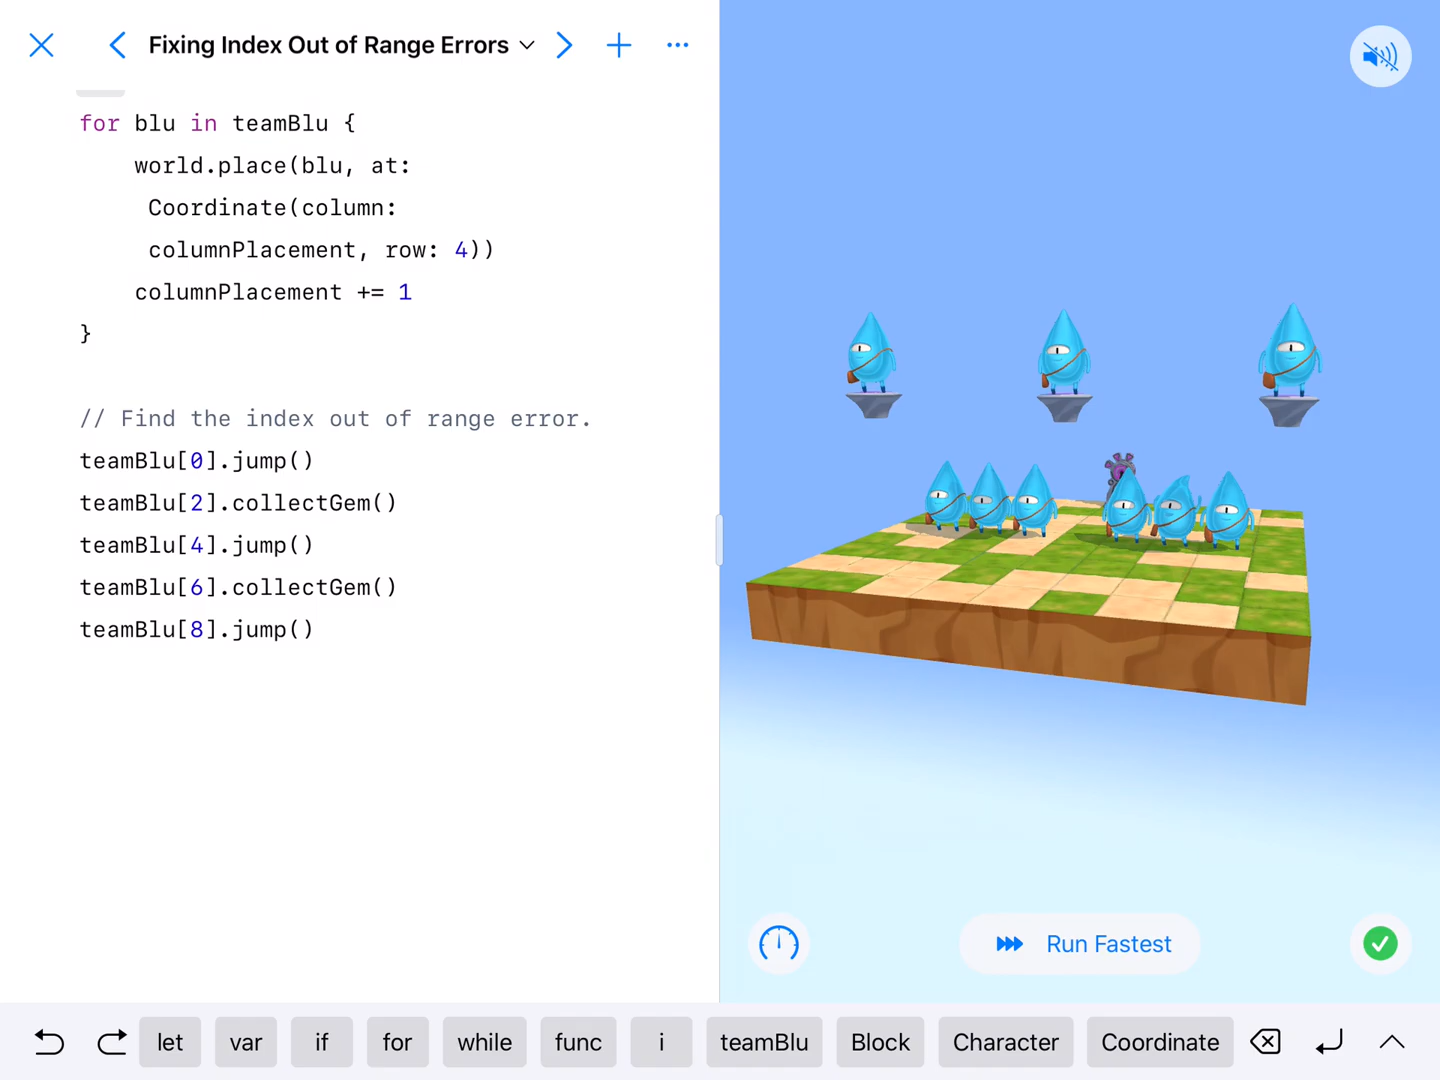 Fixing Index Out of Range Errors
for blu in teamBlu {
world.place(blu, at:
Coordinate(column:
columnPlacement, row: 4))
columnPlacement += 1
}
// Find the index out of range error.
teamBlu[0].jump()
teamBlu[2].collectGem()
teamBlu[4].jump()
teamBlu[6].collectGem()
teamBlu[8].jump()
Run Fastest
let var if for while func i teamBlu Block Character Coordinate